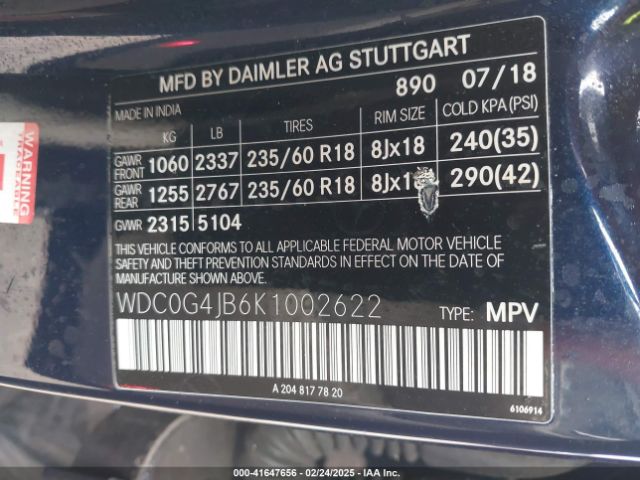 MFD BY DAIMLER AG STUTTGART
MADE IN INDIA 890 07/18
KG LB TIRES RIM SIZE COLD KPA(PSI)
GAWR FRONT 1060 2337 235/60 R18 8Jx18 240(35)
GAWR REAR 1255 2767 235/60 R18 8Jx1 290(42)
GVWR 2315 5104
THIS VEHICLE CONFORMS TO ALL APPLICABLE FEDERAL MOTOR VEHICLE
SAFETY AND THEFT PREVENTION STANDARDS IN EFFECT ON THE DATE
OF MANUFACTURE SHOWN ABOVE.
WDC0G4JB6K1002622 TYPE: MPV
A 204 817 78 20
6106914
WARNING
000-41647656 - 02/24/2025 - IAA Inc.